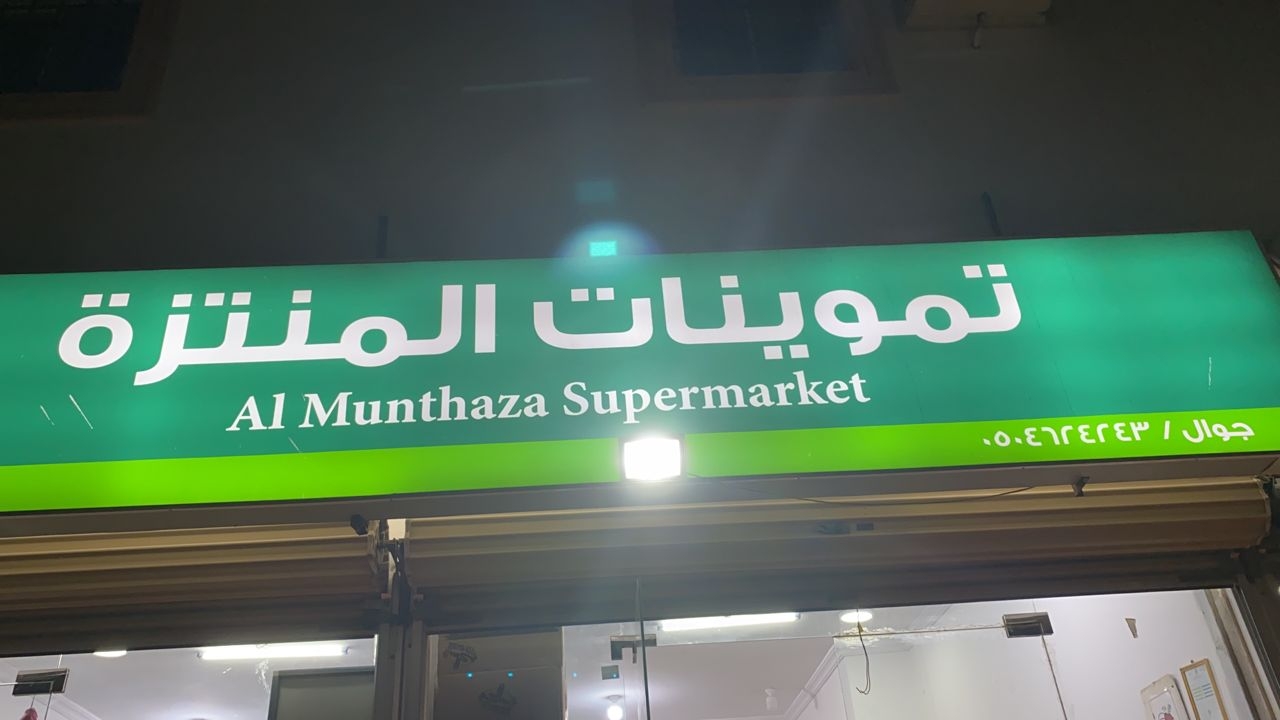 تموينات المنتزة
Al Munthaza Supermarket
جوال / ٠٥٠٤٦٢٤٢٤٣